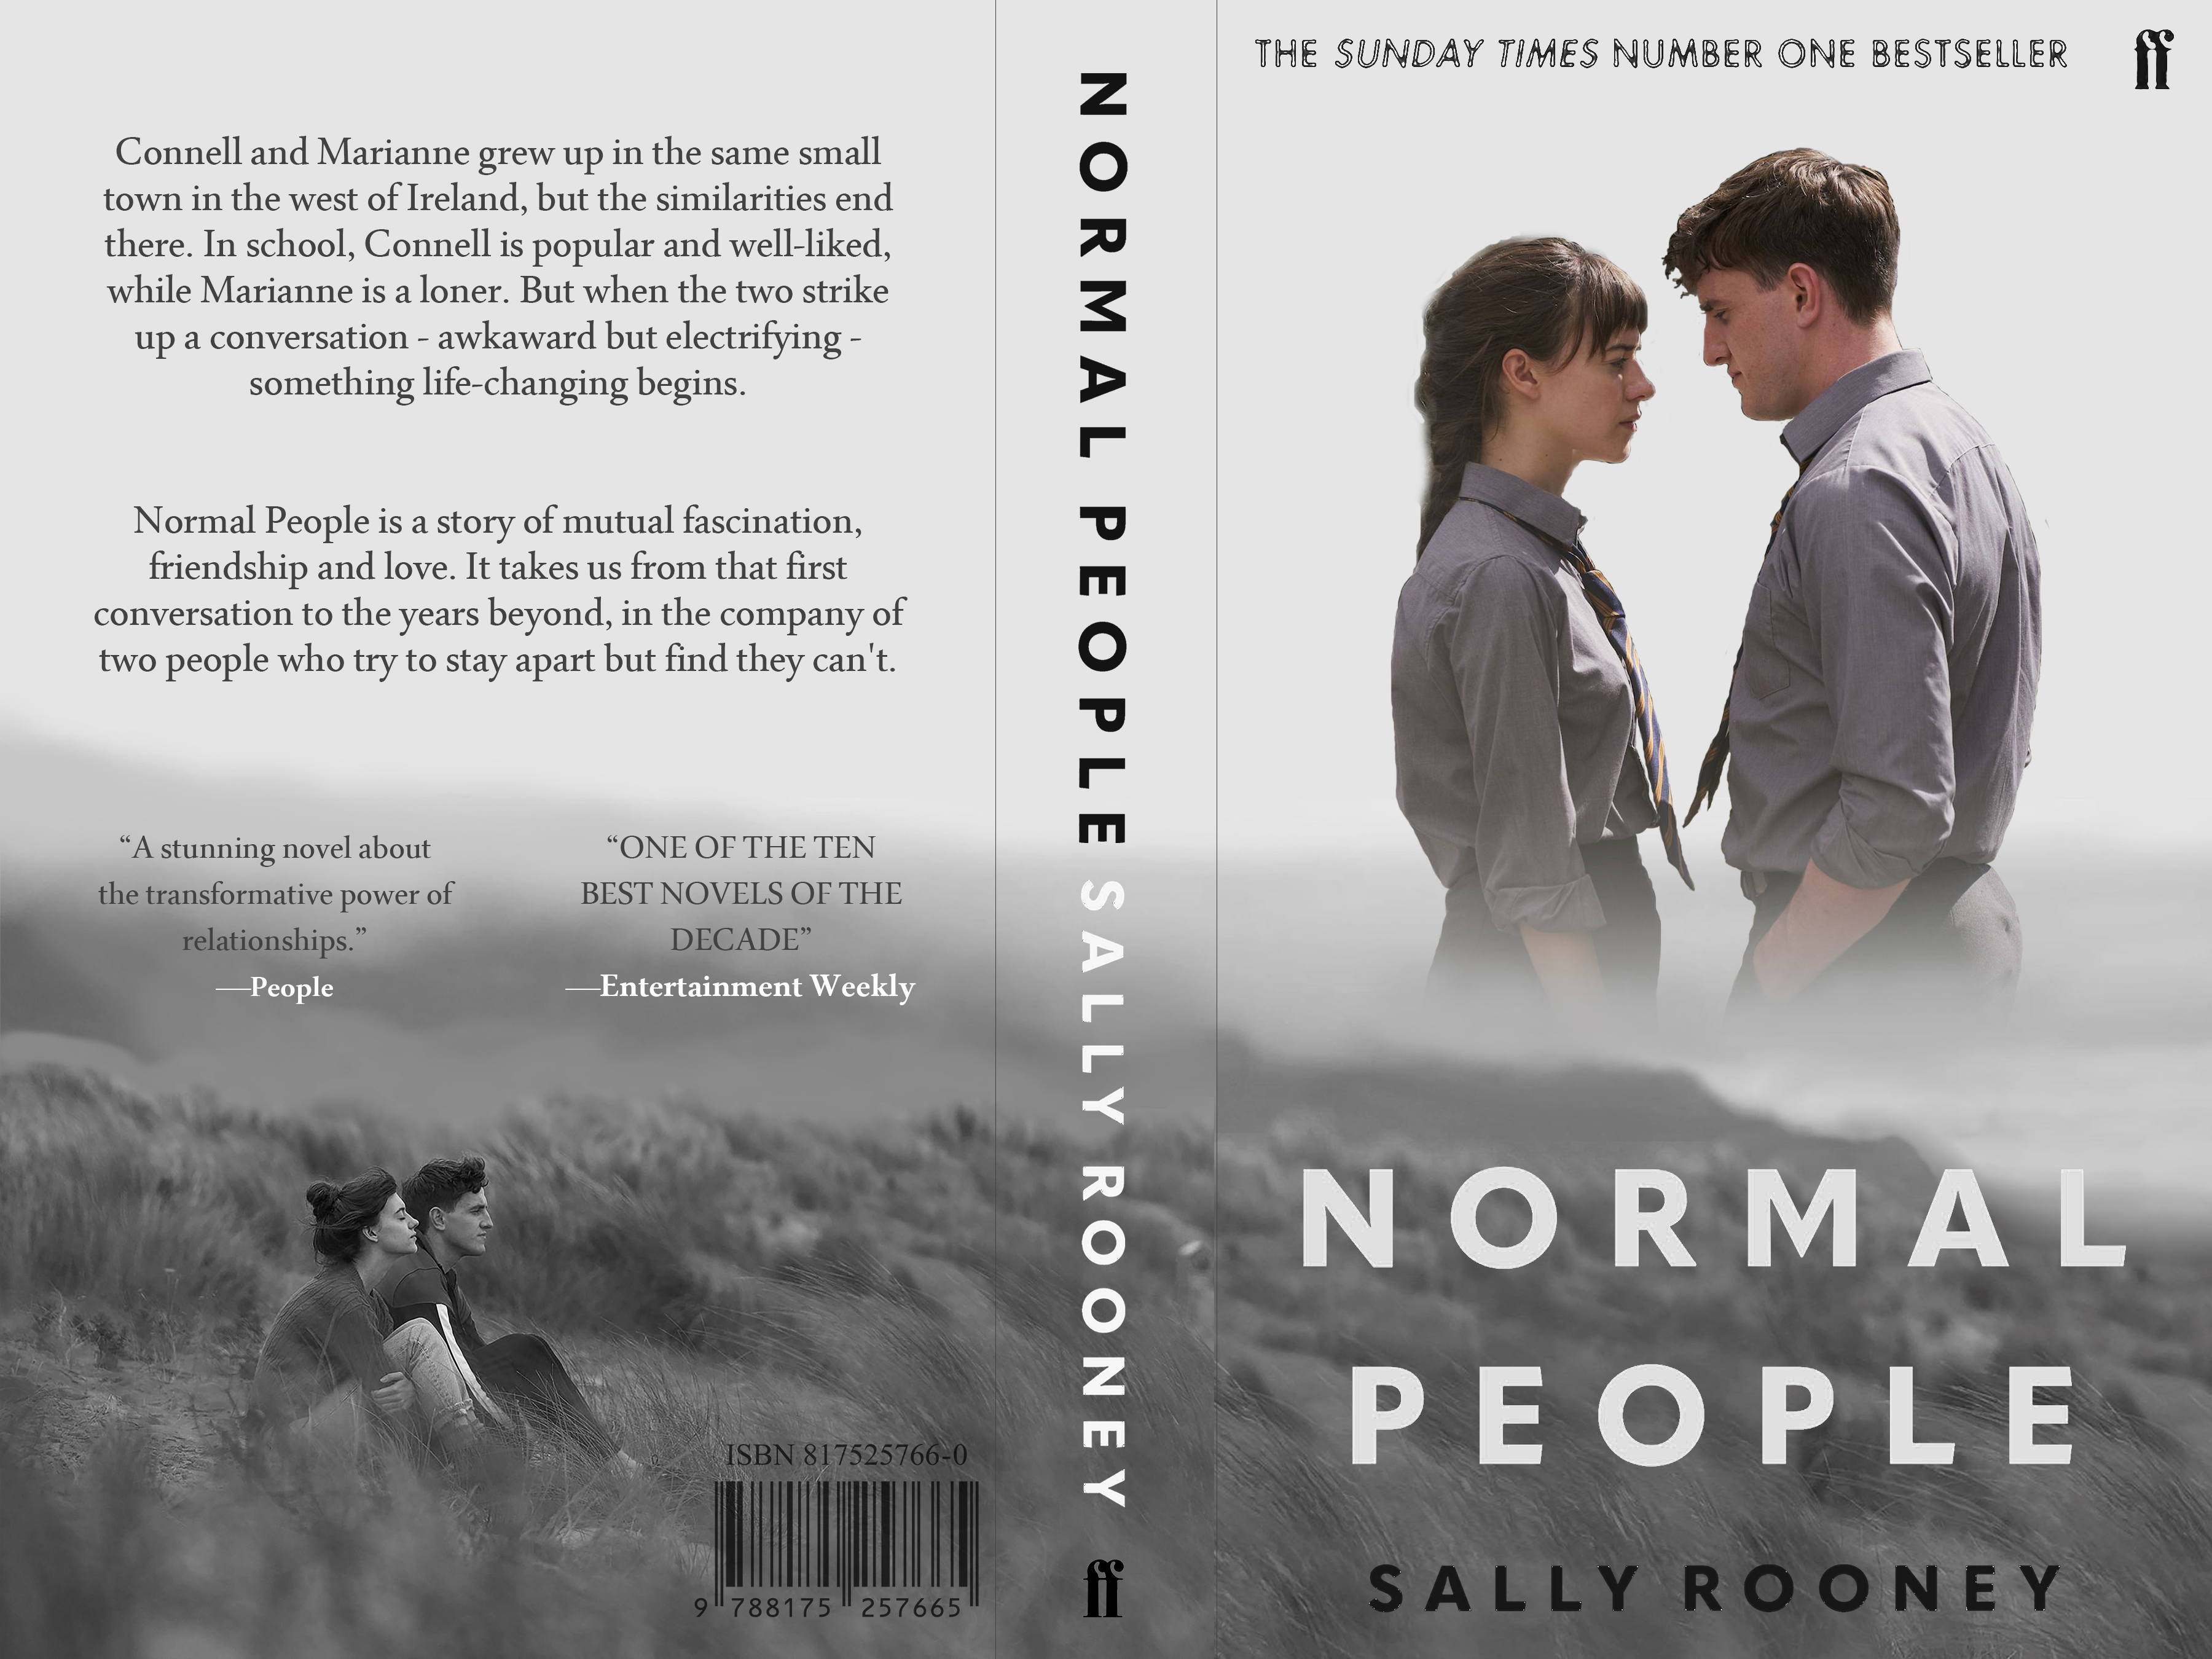 Connell and Marianne grew up in the same small
town in the west of Ireland, but the similarities end
there. In school, Connell is popular and well-liked,
while Marianne is a loner. But when the two strike
up a conversation - awkaward but electrifying -
something life-changing begins.
Normal People is a story of mutual fascination,
friendship and love. It takes us from that first
conversation to the years beyond, in the company of
two people who try to stay apart but find they can't.
“A stunning novel about
the transformative power of
relationships.”
—People
“ONE OF THE TEN
BEST NOVELS OF THE
DECADE”
—Entertainment Weekly
ISBN 817525766-0
9 788175 257665
NORMAL PEOPLE SALLY ROONEY
ff
THE SUNDAY TIMES NUMBER ONE BESTSELLER
ff
NORMAL
PEOPLE
SALLY ROONEY